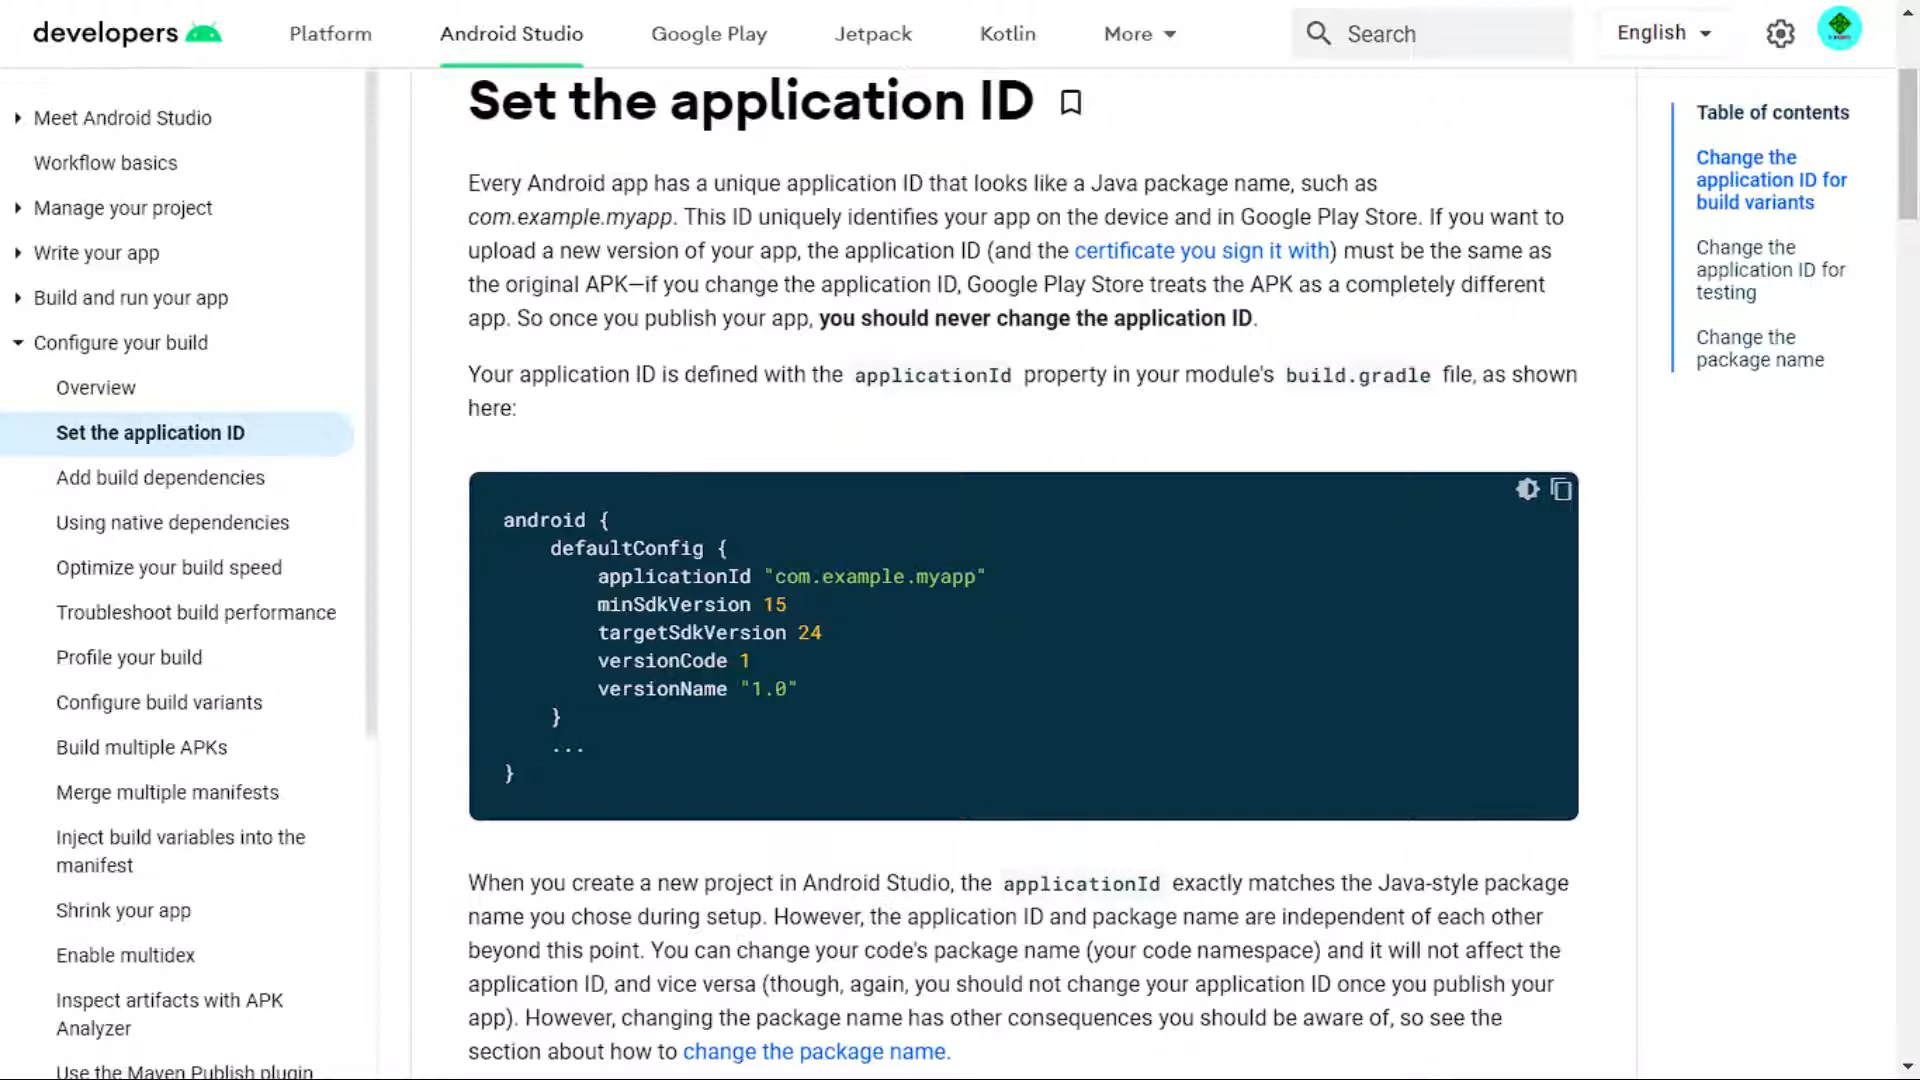 developers
Platform
Android Studio
Google Play
Jetpack
Kotlin
More
Search
English
Meet Android Studio
Workflow basics
Manage your project
Write your app
Build and run your app
Configure your build
Overview
Set the application ID
Add build dependencies
Using native dependencies
Optimize your build speed
Troubleshoot build performance
Profile your build
Configure build variants
Build multiple APKs
Merge multiple manifests
Inject build variables into the
manifest
Shrink your app
Enable multidex
Inspect artifacts with APK
Analyzer
Use the Maven Publish plugin
Set the application ID
Every Android app has a unique application ID that looks like a Java package name, such as
com.example.myapp. This ID uniquely identifies your app on the device and in Google Play Store. If you want to
upload a new version of your app, the application ID (and the certificate you sign it with) must be the same as
the original APK—if you change the application ID, Google Play Store treats the APK as a completely different
app. So once you publish your app, you should never change the application ID.
Your application ID is defined with the applicationId property in your module's build.gradle file, as shown
here:
android {
defaultConfig {
applicationId "com.example.myapp"
minSdkVersion 15
targetSdkVersion 24
versionCode 1
versionName "1.0"
}
...
}
When you create a new project in Android Studio, the applicationId exactly matches the Java-style package
name you chose during setup. However, the application ID and package name are independent of each other
beyond this point. You can change your code's package name (your code namespace) and it will not affect the
application ID, and vice versa (though, again, you should not change your application ID once you publish your
app). However, changing the package name has other consequences you should be aware of, so see the
section about how to change the package name.
Table of contents
Change the
application ID for
build variants
Change the
application ID for
testing
Change the
package name